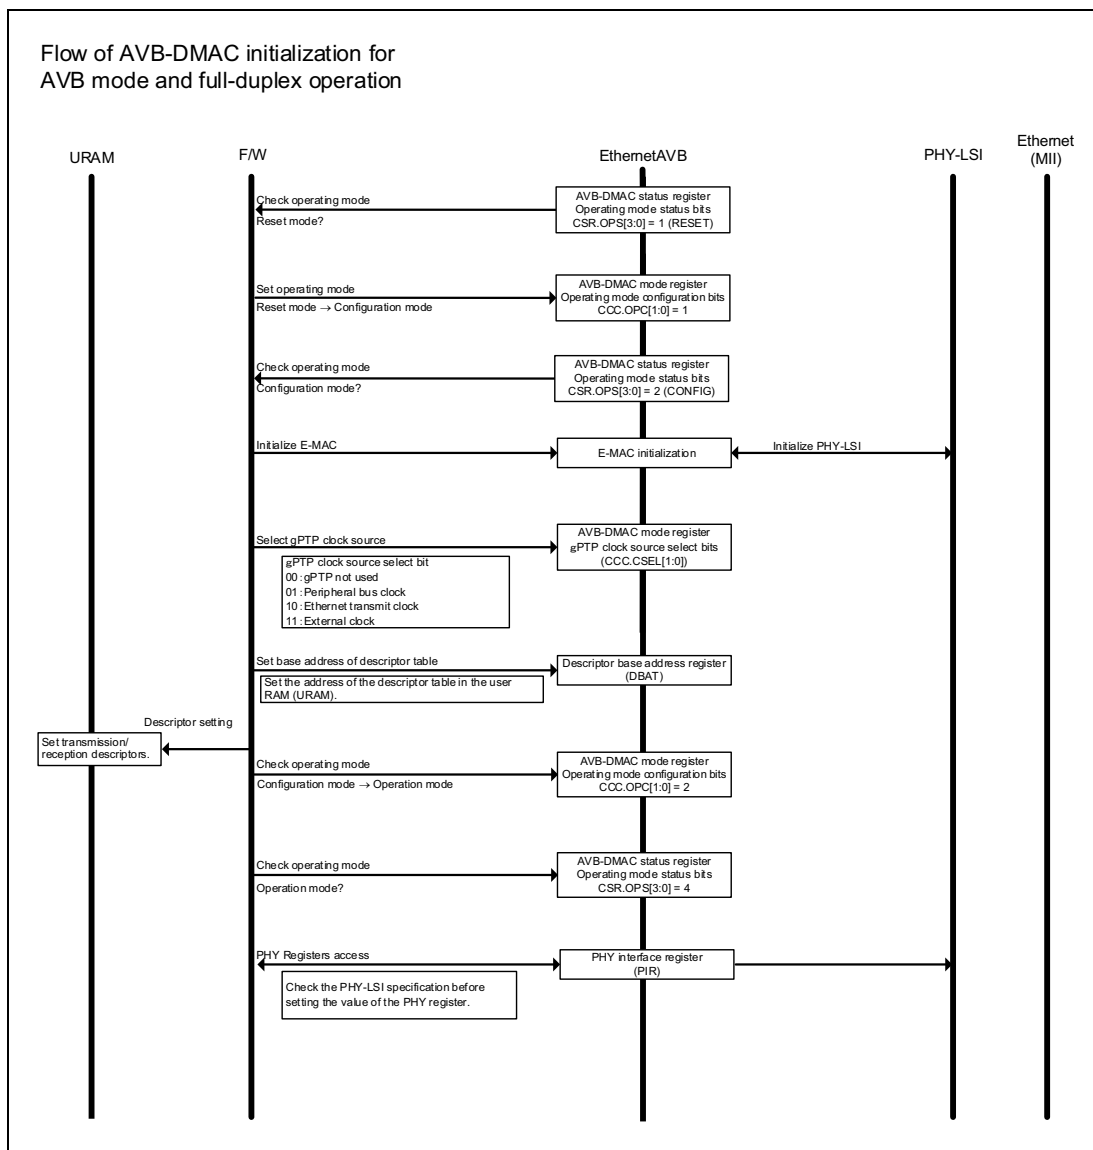 Flow of AVB-DMAC initialization for
AVB mode and full-duplex operation
URAM
F/W
EthernetAVB
PHY-LSI
Ethernet
(MII)
Check operating mode
Reset mode?
AVB-DMAC status register
Operating mode status bits
CSR.OPS[3:0] = 1 (RESET)
Set operating mode
Reset mode → Configuration mode
AVB-DMAC mode register
Operating mode configuration bits
CCC.OPC[1:0] = 1
Check operating mode
Configuration mode?
AVB-DMAC status register
Operating mode status bits
CSR.OPS[3:0] = 2 (CONFIG)
Initialize E-MAC
E-MAC initialization
Initialize PHY-LSI
Select gPTP clock source
AVB-DMAC mode register
gPTP clock source select bits
(CCC.CSEL[1:0])
gPTP clock source select bit
00: gPTP not used
01: Peripheral bus clock
10: Ethernet transmit clock
11: External clock
Set base address of descriptor table
Descriptor base address register
(DBAT)
Set the address of the descriptor table in the user
RAM (URAM).
Descriptor setting
Set transmission/
reception descriptors.
Check operating mode
Configuration mode → Operation mode
AVB-DMAC mode register
Operating mode configuration bits
CCC.OPC[1:0] = 2
Check operating mode
Operation mode?
AVB-DMAC status register
Operating mode status bits
CSR.OPS[3:0] = 4
PHY Registers access
PHY interface register
(PIR)
Check the PHY-LSI specification before
setting the value of the PHY register.